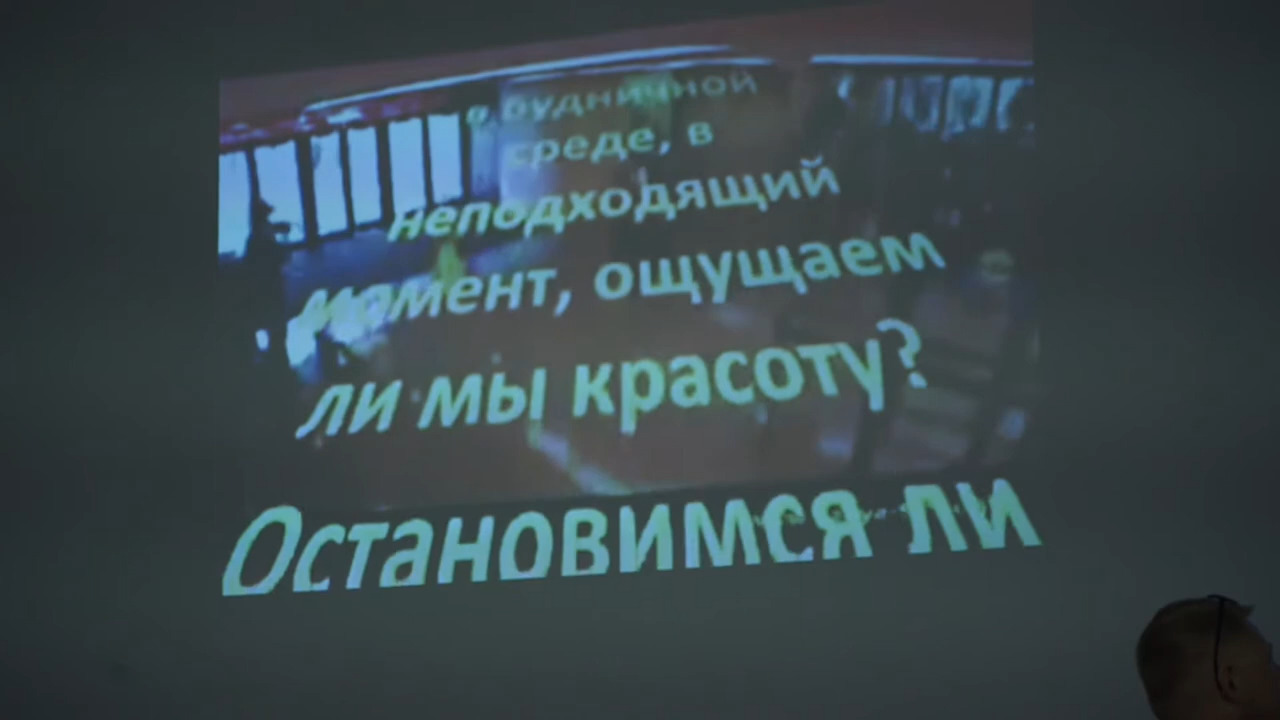 в будничной
среде, в
неподходящий
момент, ощущаем
ли мы красоту?
Остановимся ли